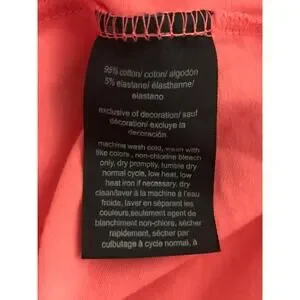 95% cotton/ coton/ algodón
5% elastane/ élasthanne/
elastano
exclusive of decoration/ sauf
décoration/ exclusivo de la
decoración
machine wash cold, wash with
like colors , non-chlorine bleach
only, dry promptly, tumble dry
normal cycle, low heat, low
heat iron if necessary, dry
clean/laver à la machine à l'eau
froide, laver en séparant les
couleurs,seulement agent de
blanchiment non-chlore, sécher
rapidement, sécher par
culbutage à cycle normal, à